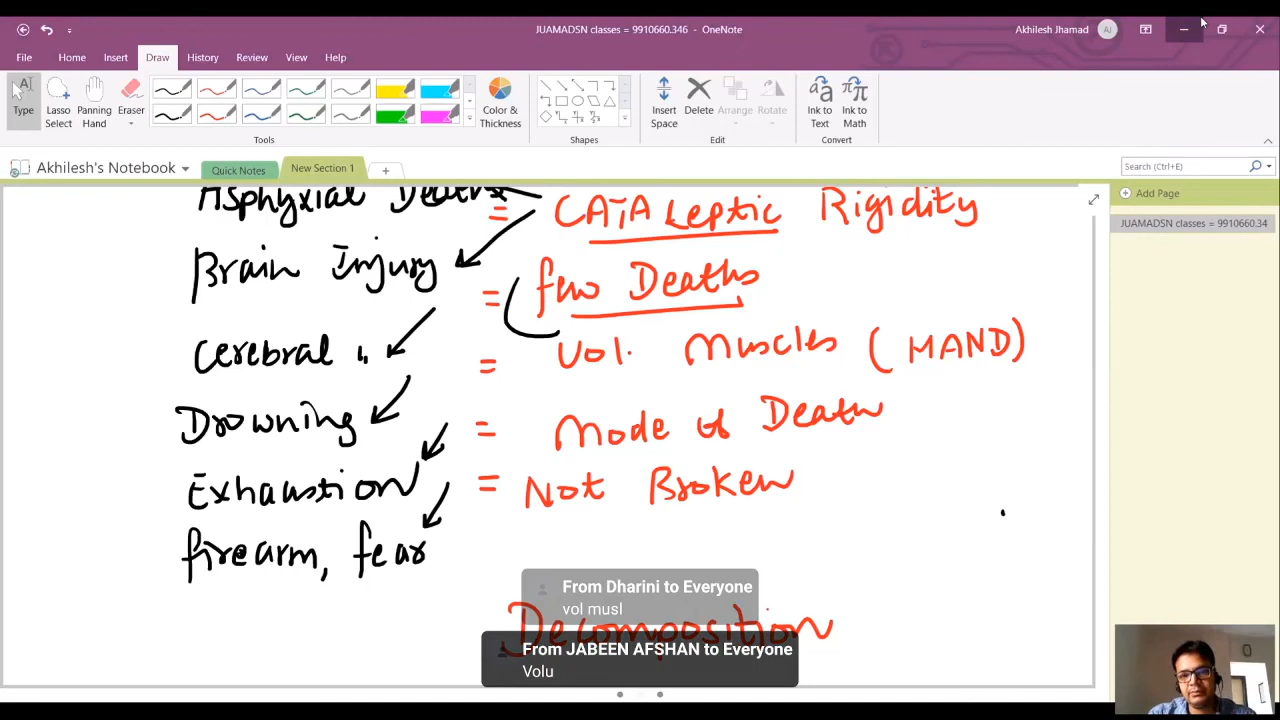 JUAMADSN classes = 9910660.346 - OneNote
Akhilesh Jhamad
AJ
File Home Insert Draw History Review View Help
Type
Lasso Select
Panning Hand
Eraser
Color & Thickness
Insert Space
Delete
Arrange
Rotate
Ink to Text
Ink to Math
Tools
Shapes
Edit
Convert
Akhilesh's Notebook
Quick Notes
New Section 1
Search (Ctrl+E)
Add Page
JUAMADSN classes = 9910660.34
Asphyxial Deaths
= CATALeptic Rigidity
Brain Injury
= few Deaths
Cerebral "
= Vol. Muscles (HAND)
Drowning
= Mode of Death
Exhaustion
= Not Broken
firearm, fear
Decomposition
From Dharini to Everyone
vol musl
From JABEEN AFSHAN to Everyone
Volu